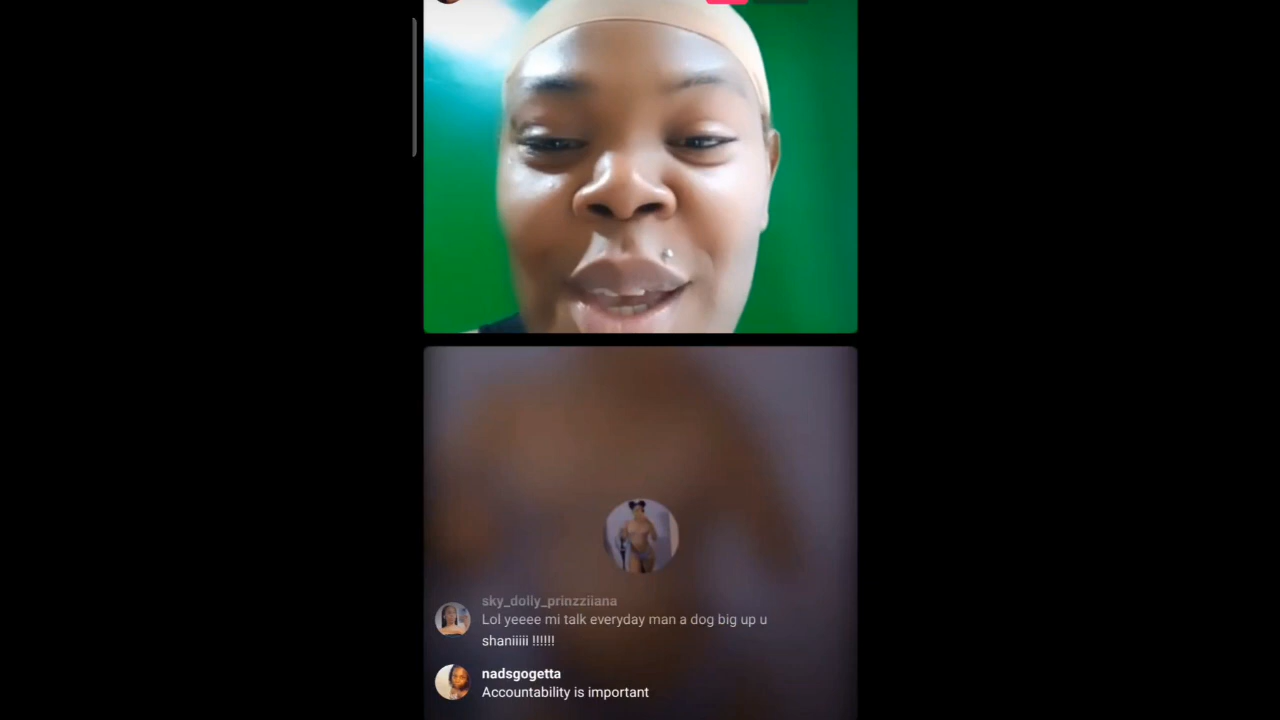 sky_dolly_prinzziiana
Lol yeeee mi talk everyday man a dog big up u
shaniiiii !!!!!!
nadsgogetta
Accountability is important